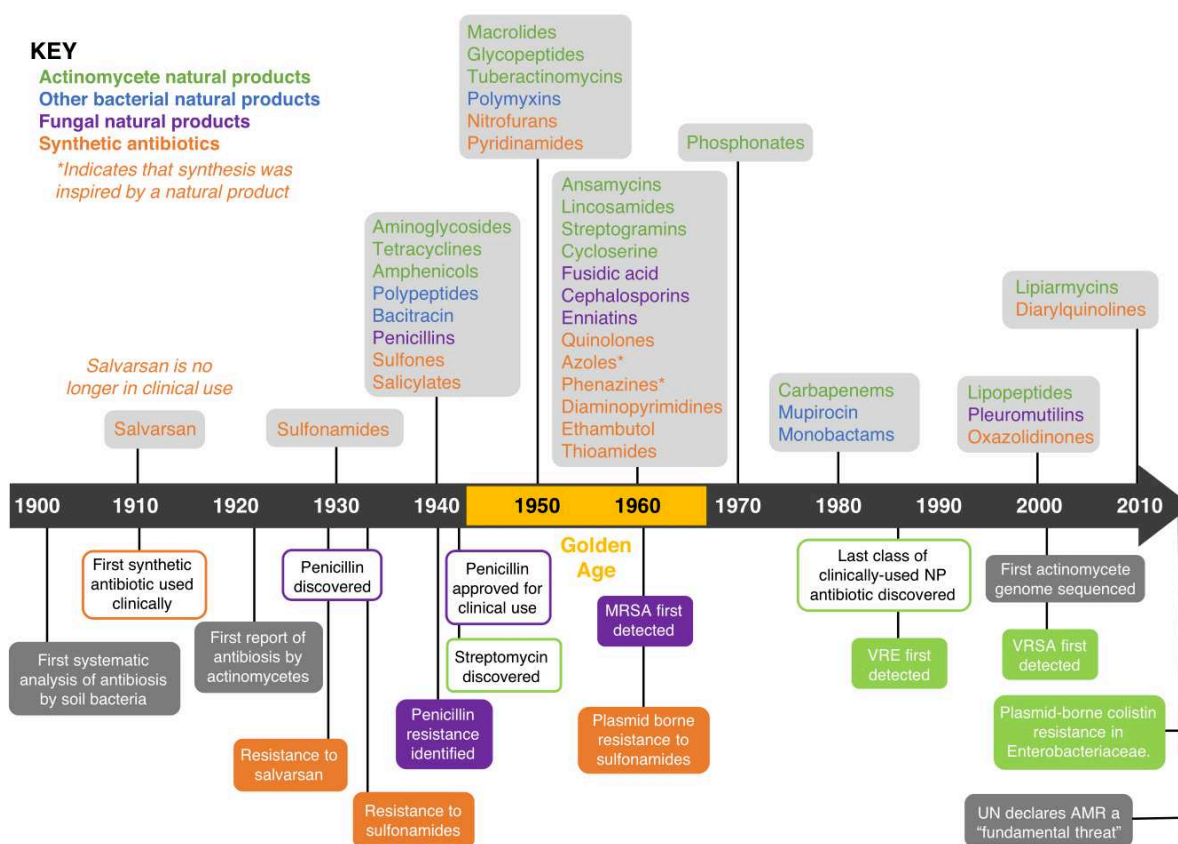 KEY
Actinomycete natural products
Other bacterial natural products
Fungal natural products
Synthetic antibiotics
*Indicates that synthesis was
inspired by a natural product
Macrolides
Glycopeptides
Tuberactinomycins
Polymyxins
Nitrofurans
Pyridinamides
Phosphonates
Ansamycins
Lincosamides
Streptogramins
Cycloserine
Fusidic acid
Cephalosporins
Enniatins
Quinolones
Azoles*
Phenazines*
Diaminopyrimidines
Ethambutol
Thioamides
Aminoglycosides
Tetracyclines
Amphenicols
Polypeptides
Bacitracin
Penicillins
Sulfones
Salicylates
Lipiarmycins
Diarylquinolines
Salvarsan is no
longer in clinical use
Salvarsan
Sulfonamides
Carbapenems
Mupirocin
Monobactams
Lipopeptides
Pleuromutilins
Oxazolidinones
1900 1910 1920 1930 1940 1950 1960 1970 1980 1990 2000 2010
Golden
Age
First synthetic
antibiotic used
clinically
Penicillin
discovered
Penicillin
approved for
clinical use
Last class of
clinically-used NP
antibiotic discovered
First actinomycete
genome sequenced
First systematic
analysis of antibiosis
by soil bacteria
First report of
antibiosis by
actinomycetes
Streptomycin
discovered
MRSA first
detected
VRE first
detected
VRSA first
detected
Resistance to
salvarsan
Penicillin
resistance
identified
Plasmid borne
resistance to
sulfonamides
Plasmid-borne colistin
resistance in
Enterobacteriaceae.
Resistance to
sulfonamides
UN declares AMR a
“fundamental threat”